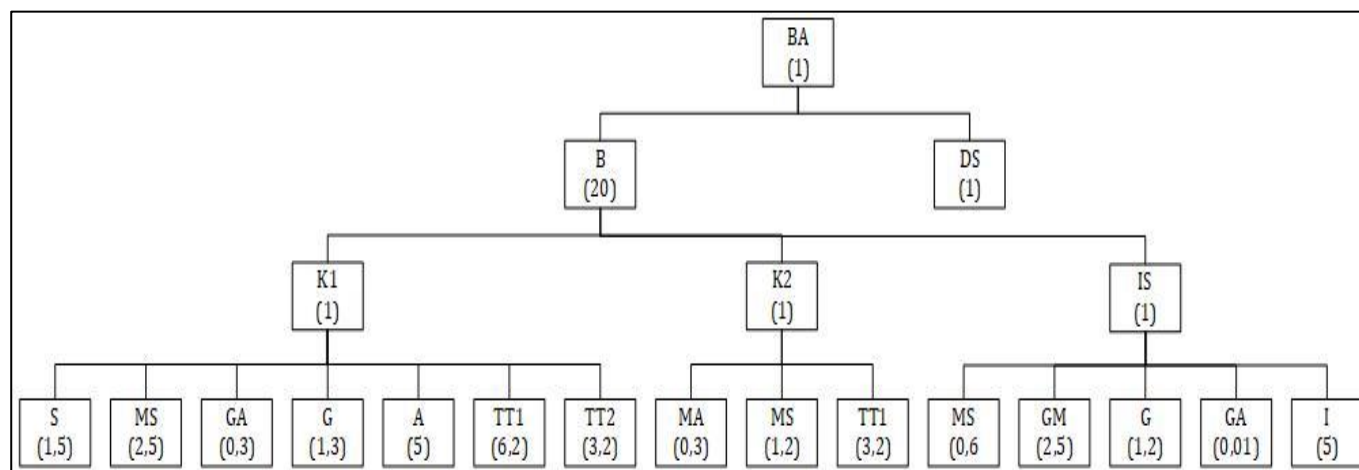 BA
(1)
B
(20)
DS
(1)
K1
(1)
K2
(1)
IS
(1)
S
(1,5)
MS
(2,5)
GA
(0,3)
G
(1,3)
A
(5)
TT1
(6,2)
TT2
(3,2)
MA
(0,3)
MS
(1,2)
TT1
(3,2)
MS
(0,6
GM
(2,5)
G
(1,2)
GA
(0,01)
I
(5)